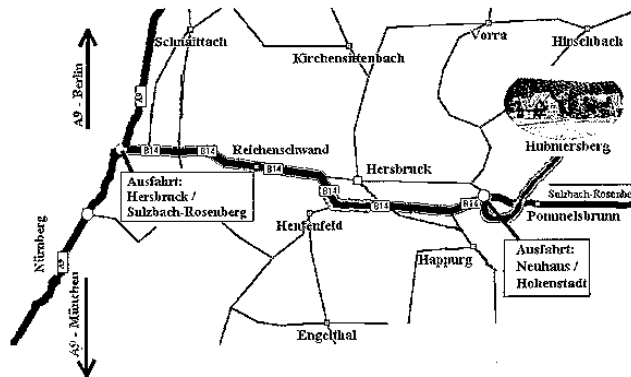 A9 - Berlin
Schnaittach
Kirchensittenbach
Vorra
Hirschbach
A9
Hubmersberg
B14
B14
Reichenschwand
B14
Hersbruck
Ausfahrt:
Hersbruck /
Sulzbach-Rosenberg
B14
B14
B14
Sulzbach-Rosenberg
Pommelsbrunn
Henfenfeld
Happurg
Ausfahrt:
Neuhaus /
Hohenstadt
Nürnberg
A9
A9 - München
Engelthal